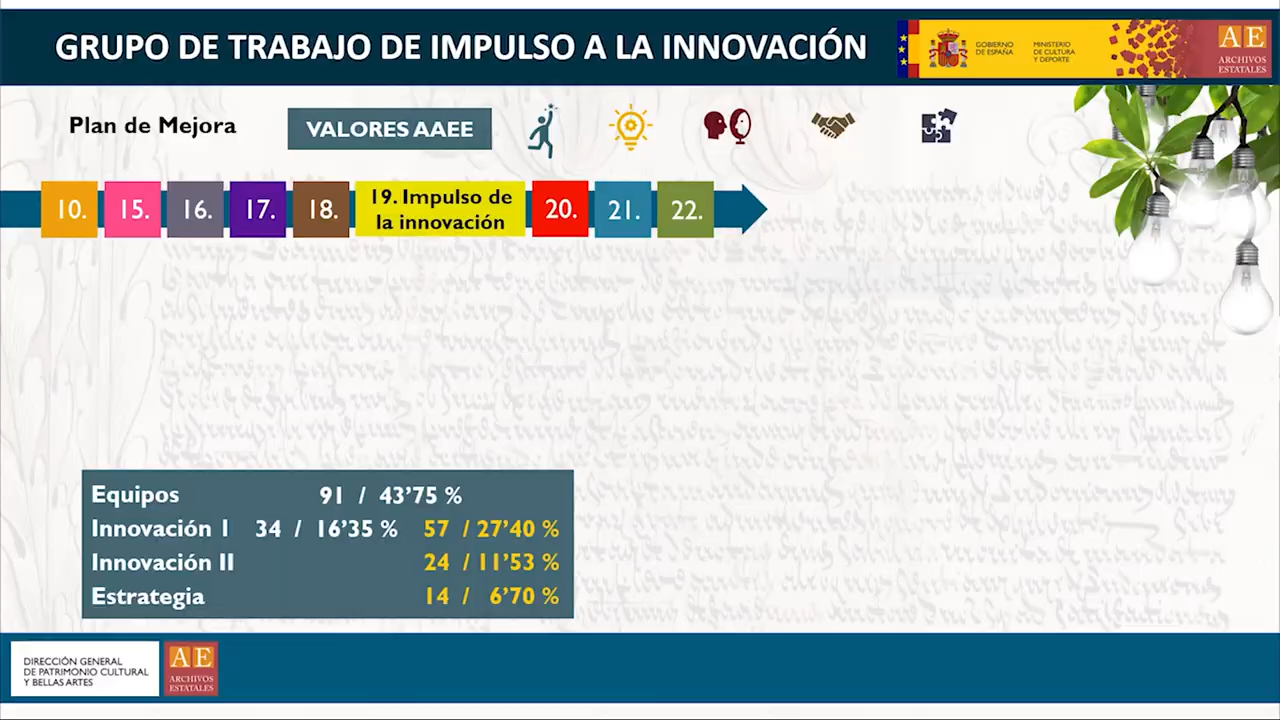 GRUPO DE TRABAJO DE IMPULSO A LA INNOVACIÓN
GOBIERNO
DE ESPAÑA
MINISTERIO
DE CULTURA
Y DEPORTE
AE
ARCHIVOS
ESTATALES
Plan de Mejora
VALORES AAEE
10. 15. 16. 17. 18. 19. Impulso de
la innovación
20. 21. 22.
Equipos 91 / 43’75 %
Innovación I 34 / 16’35 % 57 / 27’40 %
Innovación II 24 / 11’53 %
Estrategia 14 / 6’70 %
DIRECCIÓN GENERAL
DE PATRIMONIO CULTURAL
Y BELLAS ARTES
AE
ARCHIVOS
ESTATALES